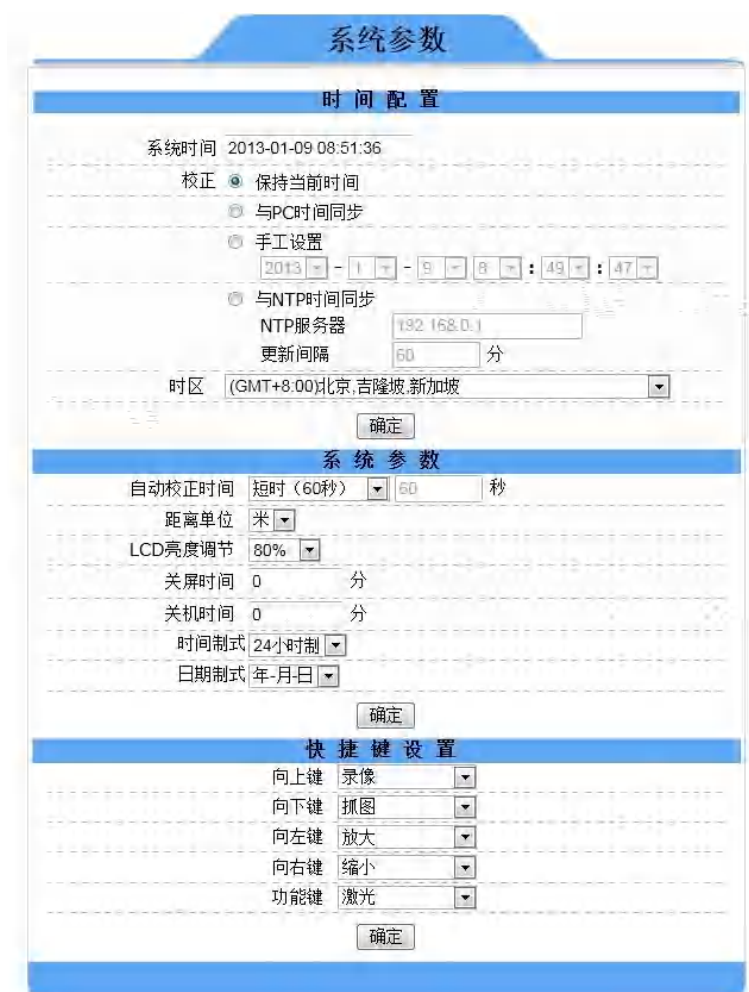 系统参数
时间配置
系统时间 2013-01-09 08:51:36
校正 保持当前时间
与PC时间同步
手工设置
2013 - 1 - 9 8 : 49 : 47
与NTP时间同步
NTP服务器 192.168.0.1
更新间隔 60 分
时区 (GMT+8:00)北京,吉隆坡,新加坡
确定
系统参数
自动校正时间 短时（60秒） 60 秒
距离单位 米
LCD亮度调节 80%
关屏时间 0 分
关机时间 0 分
时间制式 24小时制
日期制式 年-月-日
确定
快捷键设置
向上键 录像
向下键 抓图
向左键 放大
向右键 缩小
功能键 激光
确定